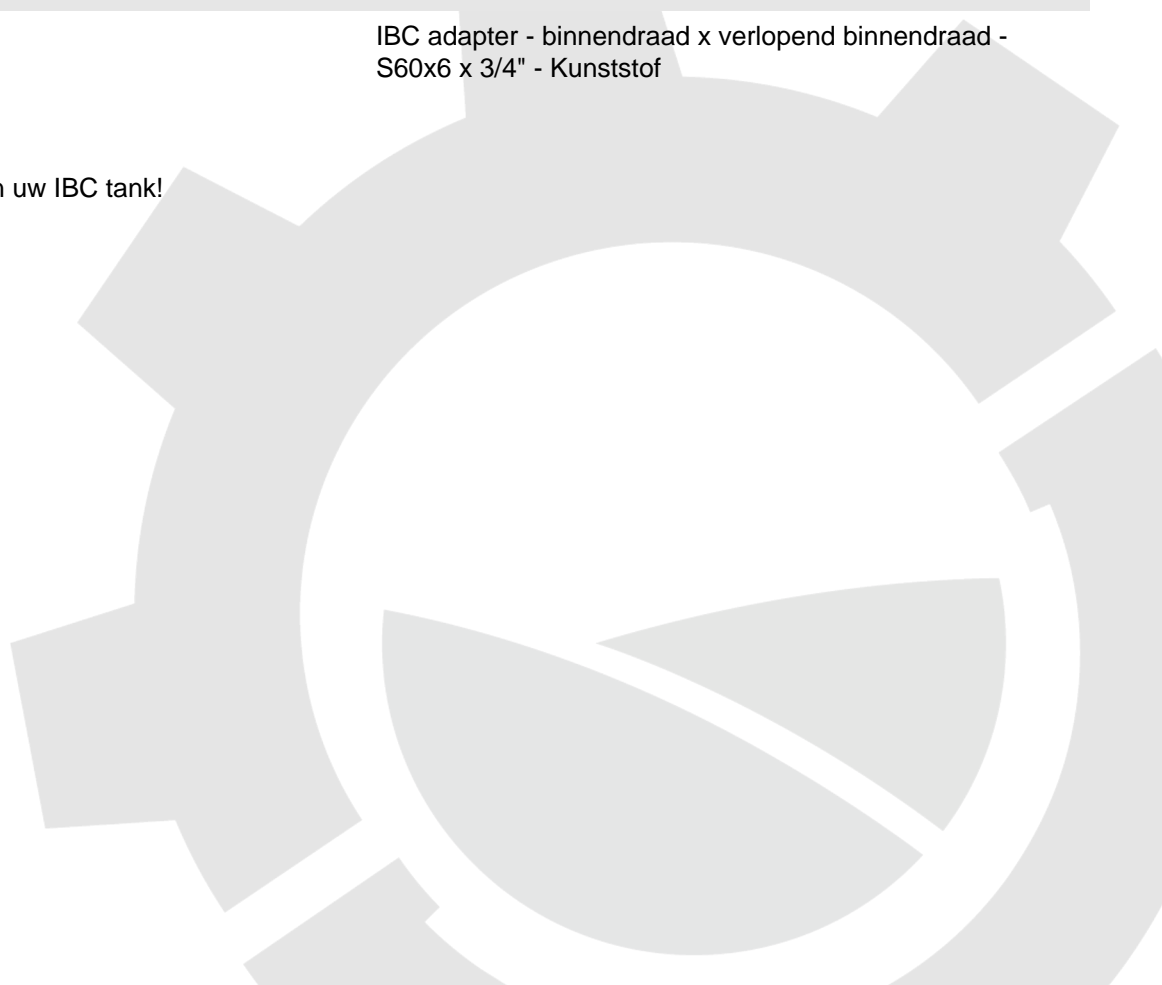 IBC adapter - binnendraad x verlopend binnendraad -
S60x6 x 3/4" - Kunststof
uw IBC tank!